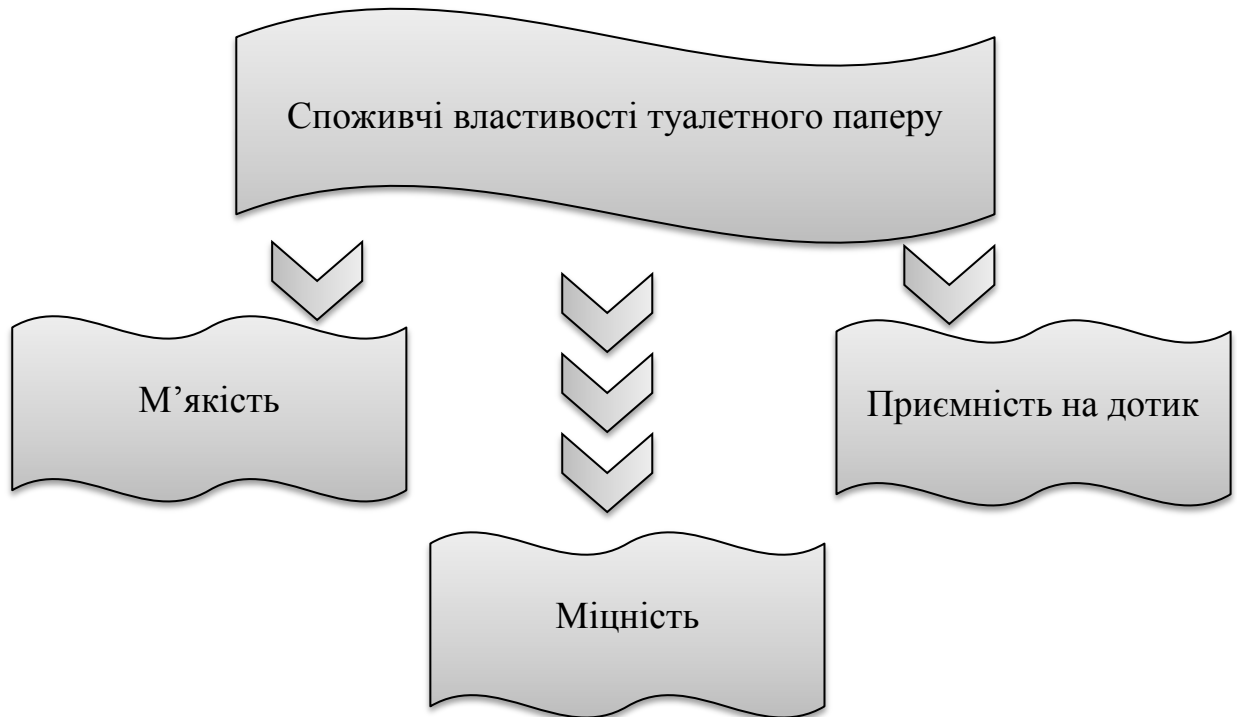 Споживчі властивості туалетного паперу
М’якість
Приємність на дотик
Міцність